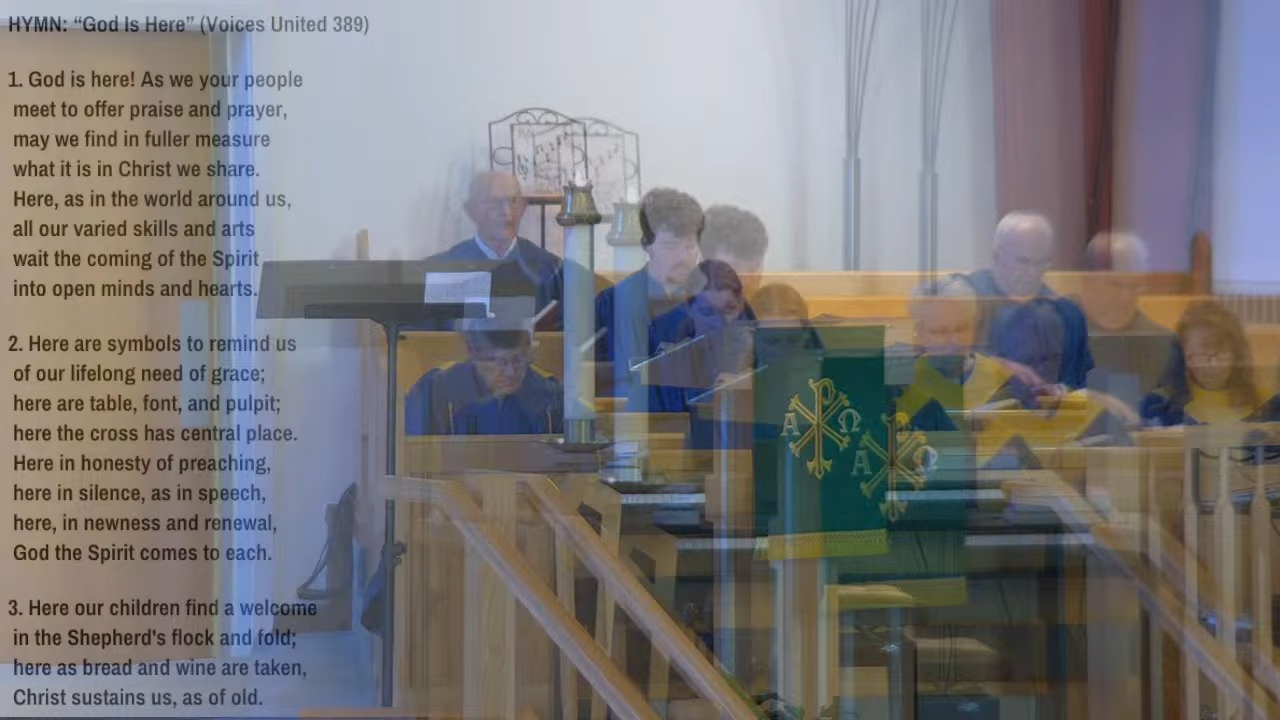 HYMN: “God Is Here” (Voices United 389)
1. God is here! As we your people
meet to offer praise and prayer,
may we find in fuller measure
what it is in Christ we share.
Here, as in the world around us,
all our varied skills and arts
wait the coming of the Spirit
into open minds and hearts.
2. Here are symbols to remind us
of our lifelong need of grace;
here are table, font, and pulpit;
here the cross has central place.
Here in honesty of preaching,
here in silence, as in speech,
here, in newness and renewal,
God the Spirit comes to each.
3. Here our children find a welcome
in the Shepherd's flock and fold;
here as bread and wine are taken,
Christ sustains us, as of old.
Α Ω
Α Ω